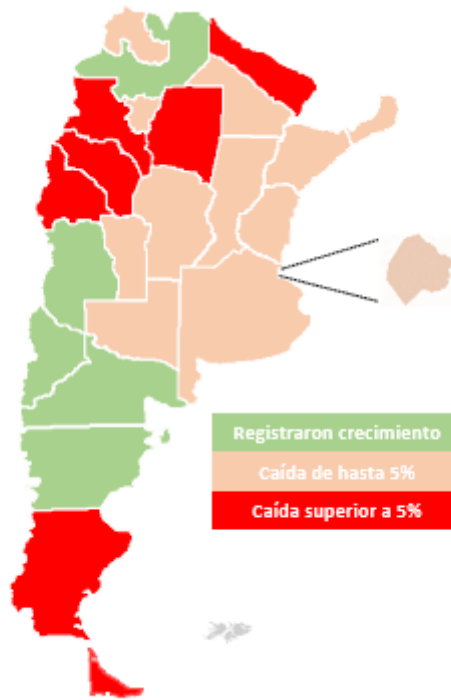 Registraron crecimiento
Caída de hasta 5%
Caída superior a 5%